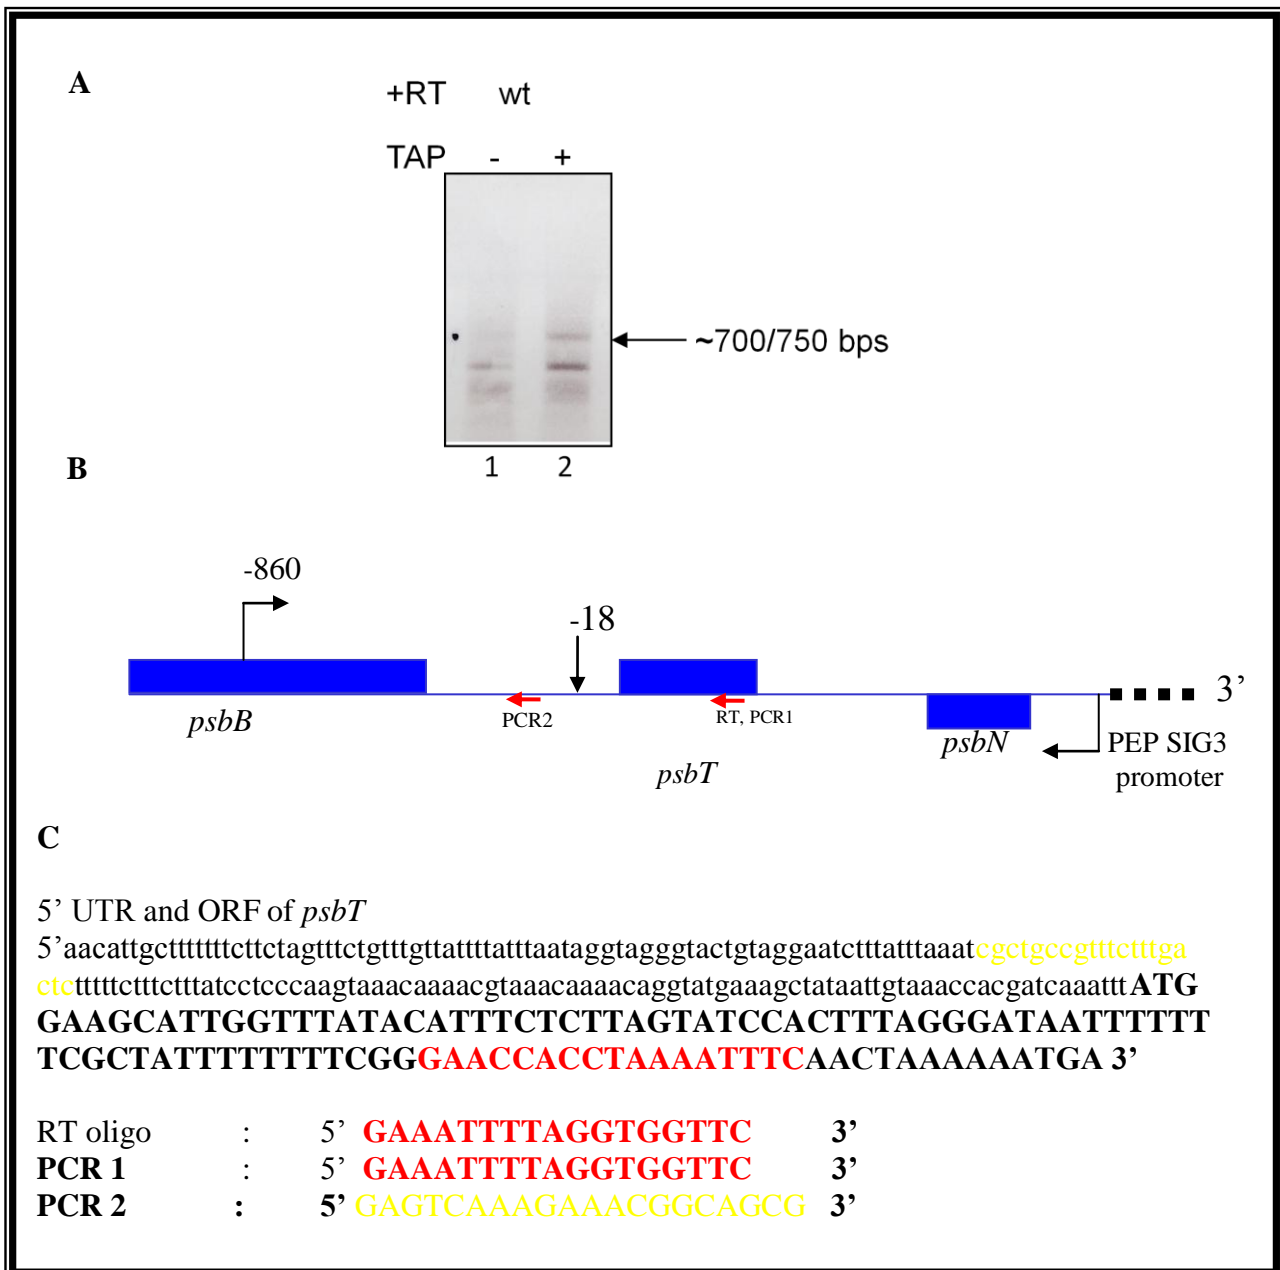 A
+RT wt
TAP - +
~700/750 bps
1 2
B
-860
-18
PCR2
RT, PCR1
3’
psbB
psbN
PEP SIG3
promoter
psbT
C
5’ UTR and ORF of psbT
5’aacattgctttttttcttctagtttctgtttgttattttatttaataggtagggtactgtaggaatctttatttaaatcgctgccgtttctttga
ctctttttctttctttatcctcccaagtaaacaaaacgtaaacaaaacaggtatgaaagctataattgtaaaccacgatcaaatttATG
GAAGCATTGGTTTATACATTTCTCTTAGTATCCACTTTAGGGATAATTTTTT
TCGCTATTTTTTTTCGGGAACCACCTAAAATTTCAACTAAAAAATGA 3’
RT oligo : 5’ GAAATTTTAGGTGGTTC 3’
PCR 1 : 5’ GAAATTTTAGGTGGTTC 3’
PCR 2 : 5’ GAGTCAAAGAAACGGCAGCG 3’